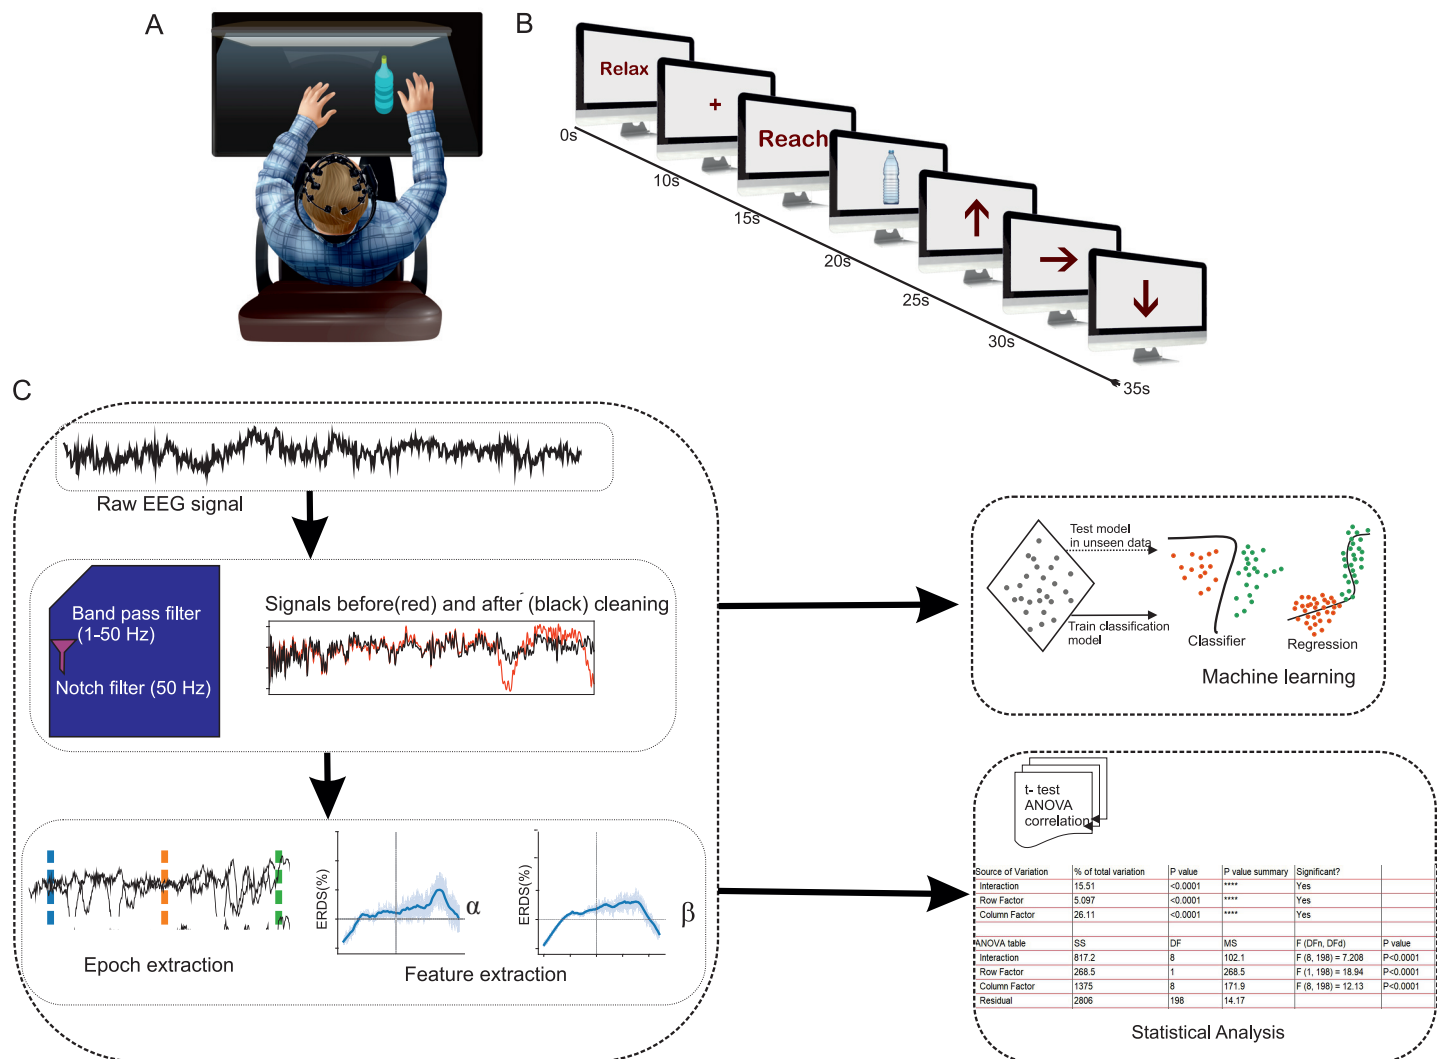 A
B
Relax
+
Reach
0s
10s
15s
20s
25s
30s
35s
C
Raw EEG signal
Band pass filter
(1-50 Hz)
Notch filter (50 Hz)
Signals before(red) and after (black) cleaning
Epoch extraction
ERDS(%)
α
ERDS(%)
β
Feature extraction
Test model
in unseen data
Train classification
model
Classifier
Regression
Machine learning
t- test
ANOVA
correlation
Source of Variation % of total variation P value P value summary Significant?
Interaction 15.51 <0.0001 **** Yes
Row Factor 5.097 <0.0001 **** Yes
Column Factor 26.11 <0.0001 **** Yes
ANOVA table SS DF MS F (DFn, DFd) P value
Interaction 817.2 8 102.1 F (8, 198) = 7.208 P<0.0001
Row Factor 268.5 1 268.5 F (1, 198) = 18.94 P<0.0001
Column Factor 1375 8 171.9 F (8, 198) = 12.13 P<0.0001
Residual 2806 198 14.17
Statistical Analysis